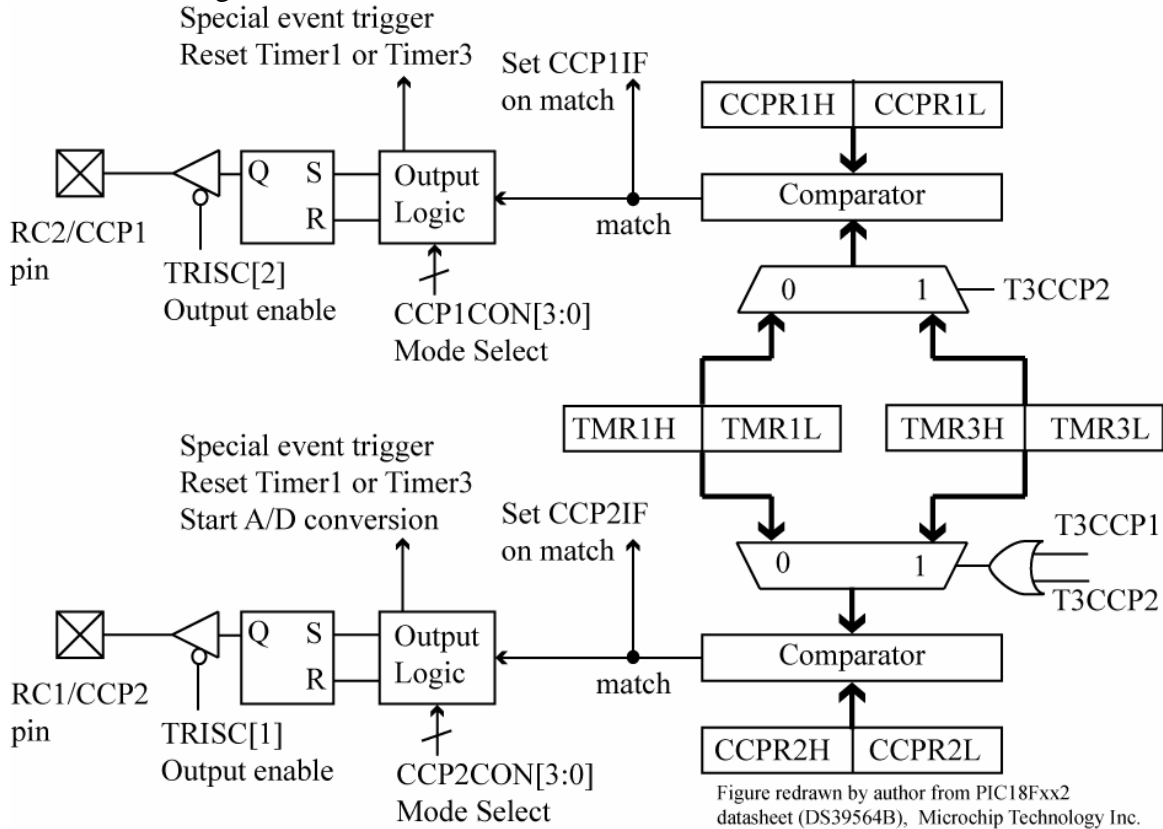 Special event trigger
Reset Timer1 or Timer3
Set CCP1IF
on match
CCPR1H CCPR1L
Q S
R
Output
Logic
match
Comparator
RC2/CCP1
pin
TRISC[2]
Output enable
CCP1CON[3:0]
Mode Select
0 1
T3CCP2
TMR1H TMR1L
TMR3H TMR3L
Special event trigger
Reset Timer1 or Timer3
Start A/D conversion
Set CCP2IF
on match
0 1
T3CCP1
T3CCP2
Q S
R
Output
Logic
match
Comparator
RC1/CCP2
pin
TRISC[1]
Output enable
CCP2CON[3:0]
Mode Select
CCPR2H CCPR2L
Figure redrawn by author from PIC18Fxx2
datasheet (DS39564B), Microchip Technology Inc.